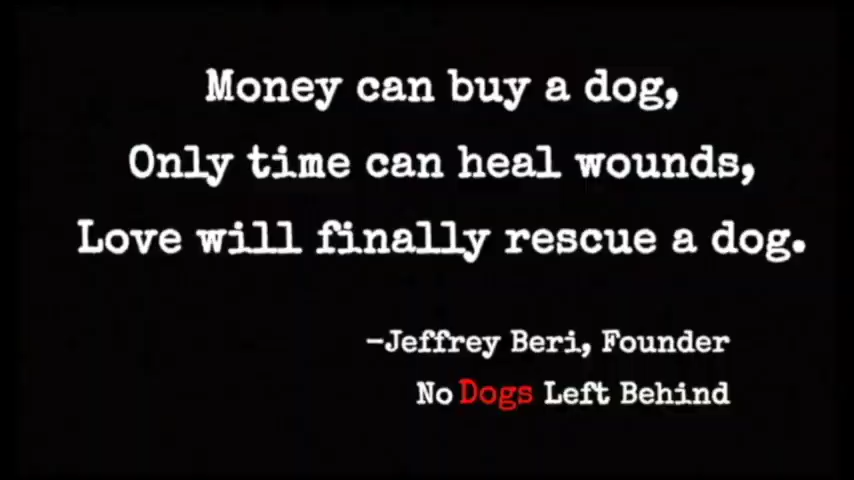 Money can buy a dog,
Only time can heal wounds,
Love will finally rescue a dog.
-Jeffrey Beri, Founder
No Dogs Left Behind